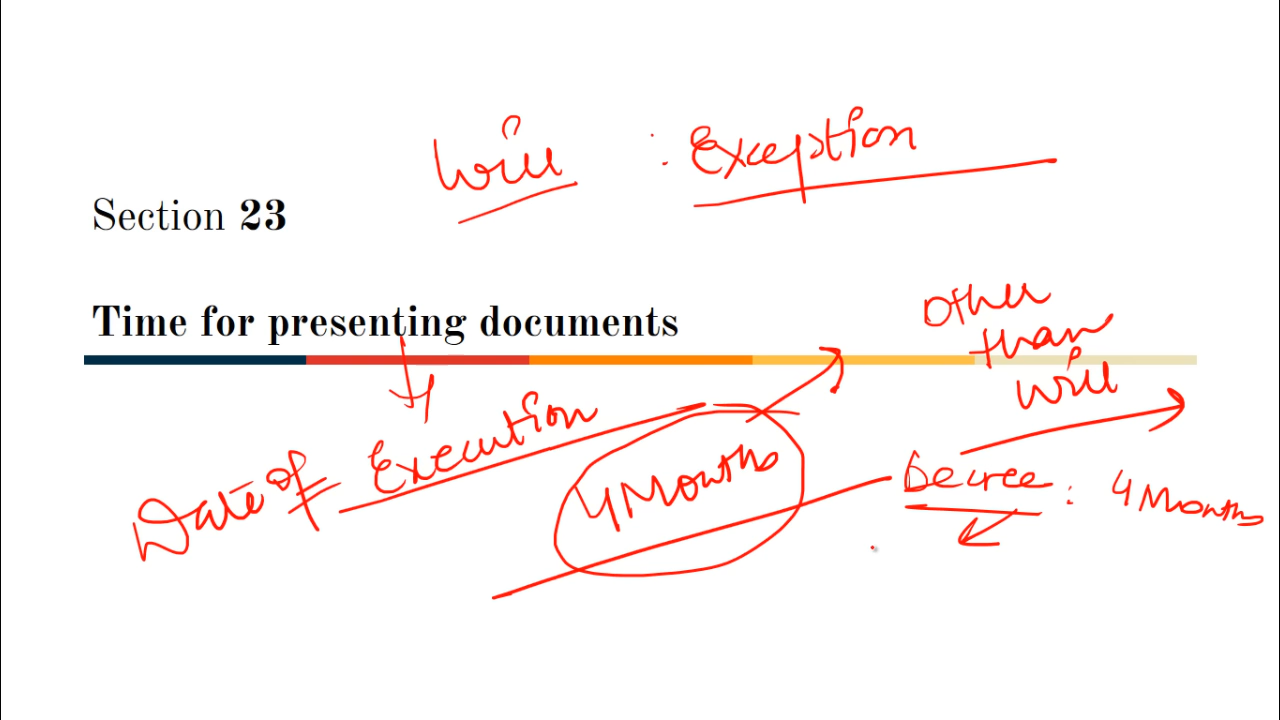 Will : Exception
Section 23
Time for presenting documents
Other
than
Will
Date of Execution
4 Months
Decree : 4 Months